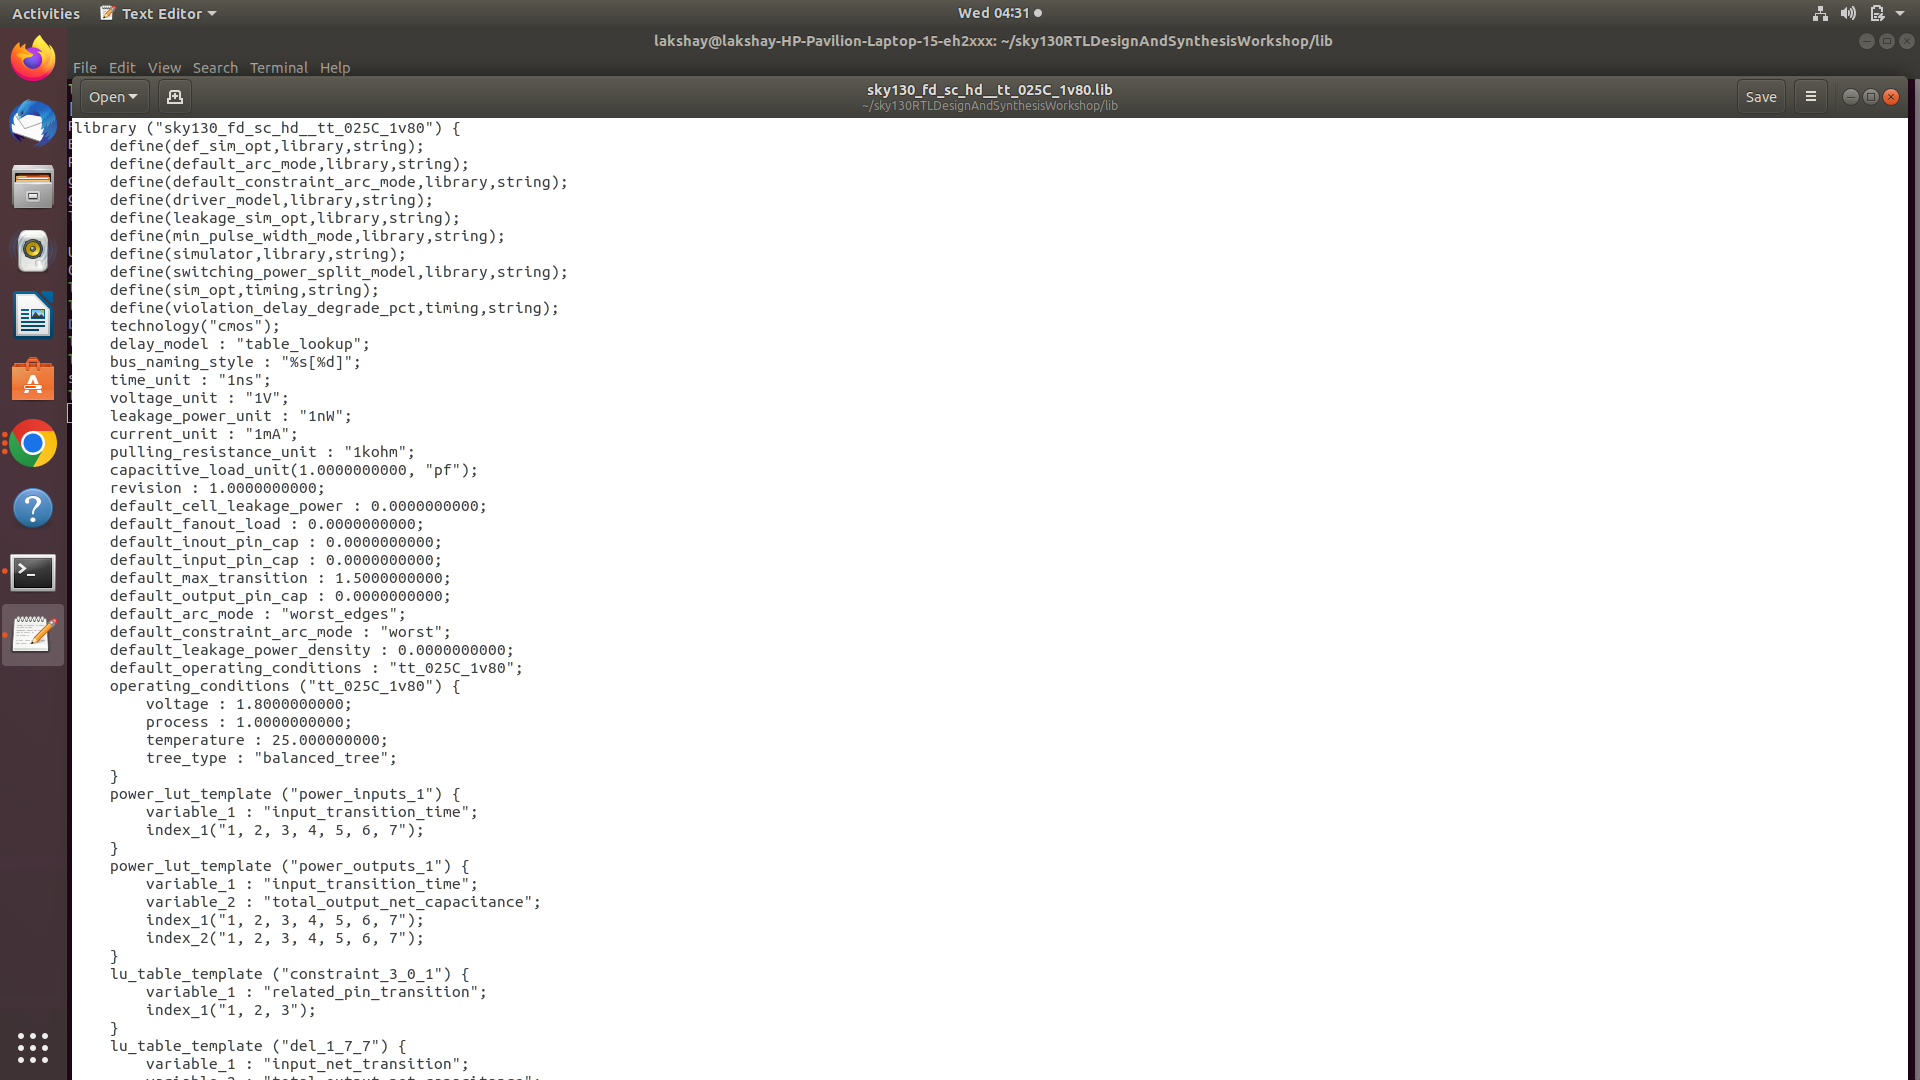 Activities
Text Editor
Wed 04:31
lakshay@lakshay-HP-Pavilion-Laptop-15-eh2xxx: ~/sky130RTLDesignAndSynthesisWorkshop/lib
File Edit View Search Terminal Help
Open
sky130_fd_sc_hd__tt_025C_1v80.lib
~/sky130RTLDesignAndSynthesisWorkshop/lib
Save
library ("sky130_fd_sc_hd__tt_025C_1v80") {
    define(def_sim_opt,library,string);
    define(default_arc_mode,library,string);
    define(default_constraint_arc_mode,library,string);
    define(driver_model,library,string);
    define(leakage_sim_opt,library,string);
    define(min_pulse_width_mode,library,string);
    define(simulator,library,string);
    define(switching_power_split_model,library,string);
    define(sim_opt,timing,string);
    define(violation_delay_degrade_pct,timing,string);
    technology("cmos");
    delay_model : "table_lookup";
    bus_naming_style : "%s[%d]";
    time_unit : "1ns";
    voltage_unit : "1V";
    leakage_power_unit : "1nW";
    current_unit : "1mA";
    pulling_resistance_unit : "1kohm";
    capacitive_load_unit(1.0000000000, "pf");
    revision : 1.0000000000;
    default_cell_leakage_power : 0.0000000000;
    default_fanout_load : 0.0000000000;
    default_inout_pin_cap : 0.0000000000;
    default_input_pin_cap : 0.0000000000;
    default_max_transition : 1.5000000000;
    default_output_pin_cap : 0.0000000000;
    default_arc_mode : "worst_edges";
    default_constraint_arc_mode : "worst";
    default_leakage_power_density : 0.0000000000;
    default_operating_conditions : "tt_025C_1v80";
    operating_conditions ("tt_025C_1v80") {
        voltage : 1.8000000000;
        process : 1.0000000000;
        temperature : 25.000000000;
        tree_type : "balanced_tree";
    }
    power_lut_template ("power_inputs_1") {
        variable_1 : "input_transition_time";
        index_1("1, 2, 3, 4, 5, 6, 7");
    }
    power_lut_template ("power_outputs_1") {
        variable_1 : "input_transition_time";
        variable_2 : "total_output_net_capacitance";
        index_1("1, 2, 3, 4, 5, 6, 7");
        index_2("1, 2, 3, 4, 5, 6, 7");
    }
    lu_table_template ("constraint_3_0_1") {
        variable_1 : "related_pin_transition";
        index_1("1, 2, 3");
    }
    lu_table_template ("del_1_7_7") {
        variable_1 : "input_net_transition";
        variable_2 : "total_output_net_capacitance";